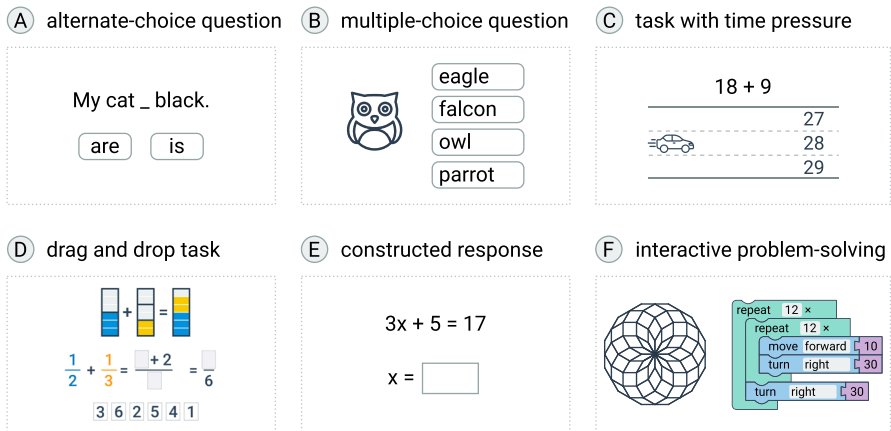 A alternate-choice question
My cat _ black.
are is
B multiple-choice question
eagle
falcon
owl
parrot
C task with time pressure
18 + 9
27
28
29
D drag and drop task
+ =
1/2 + 1/3 = +2 = /6
3 6 2 5 4 1
E constructed response
3x + 5 = 17
x =
F interactive problem-solving
repeat 12 ×
repeat 12 ×
move forward 10
turn right 30
turn right 30